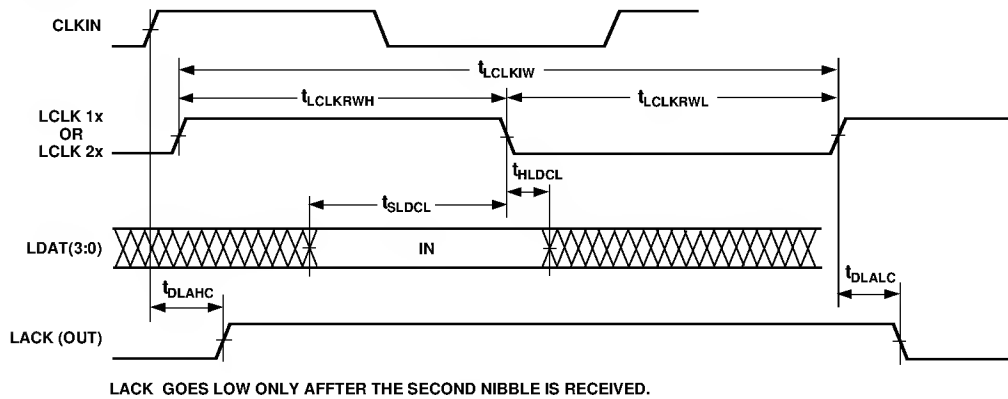 CLKIN
tLCLKIW
tLCLKRWH
tLCLKRWL
LCLK 1x
OR
LCLK 2x
tHLDCL
tSLDCL
LDAT(3:0)
IN
tDLAHC
tDLALC
LACK (OUT)
LACK GOES LOW ONLY AFFTER THE SECOND NIBBLE IS RECEIVED.